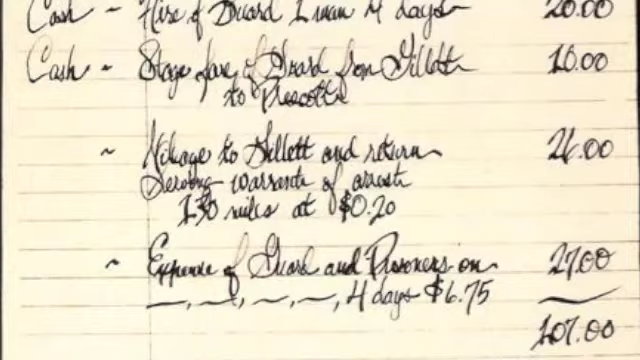 Cash ~ Hire of Guard 1 man 4 days 20.00
Cash ~ Stage fare of Guard from Gillett 10.00
to Prescott
~ Mileage to Gillett and return 26.00
Serving warrants of arrest
130 miles at $0.20
~ Expense of Guard and Prisoners on 27.00
—, —, —, —, 4 days $6.75
107.00